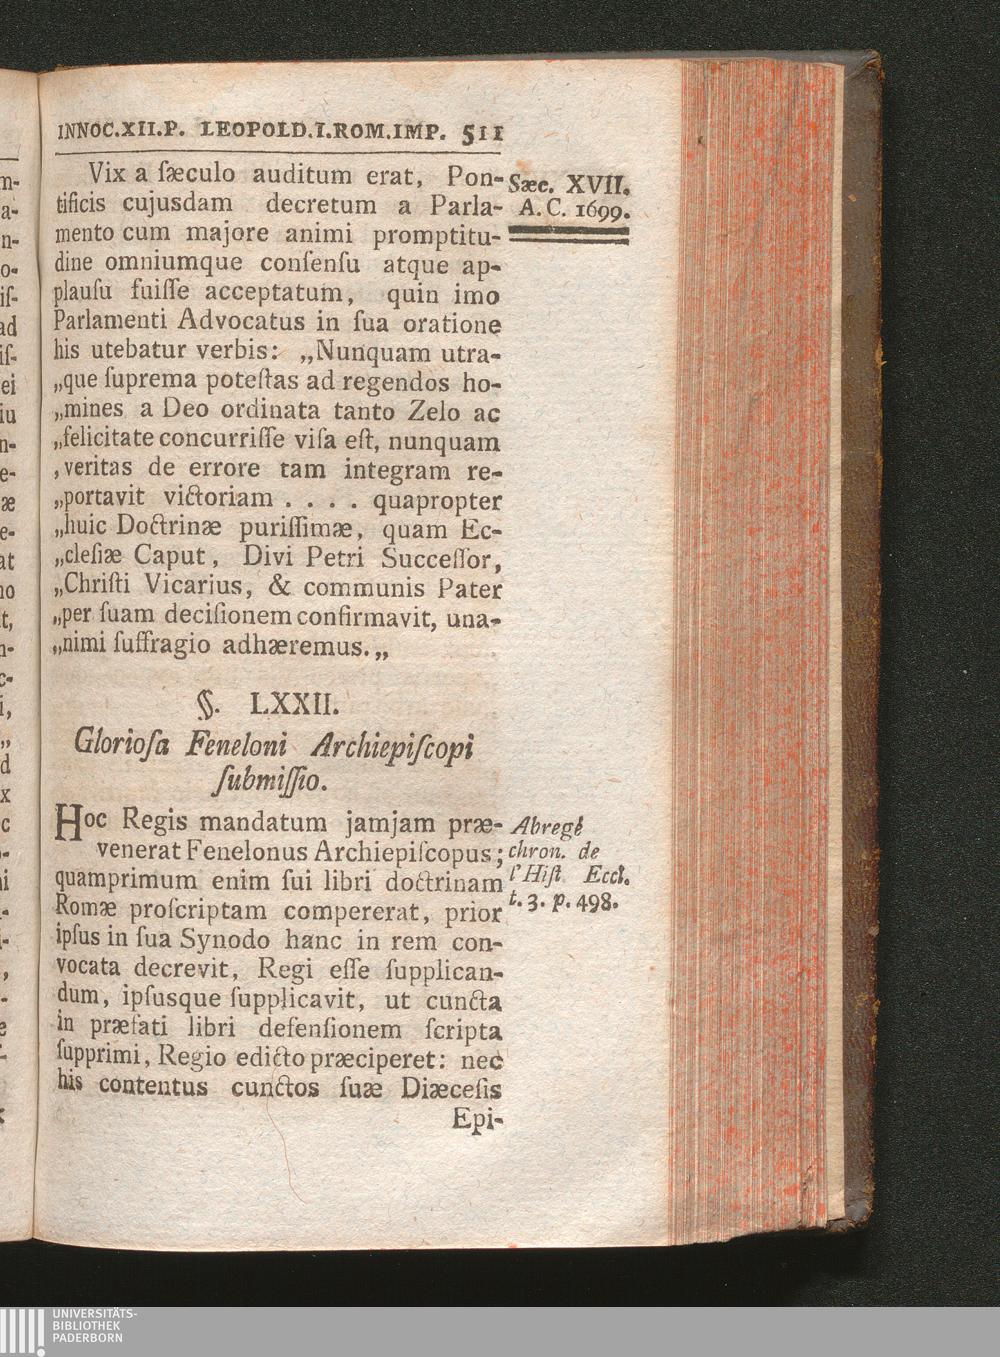 INNOC.XII.P. LEOPOLD.I.ROM.IMP. 511
Vix a ſæculo auditum erat, Pon-
tificis cujusdam decretum a Parla-
mento cum majore animi promptitu-
dine omniumque conſenſu atque ap-
plauſu fuiſſe acceptatum, quin imo
Parlamenti Advocatus in ſua oratione
his utebatur verbis: „Nunquam utra-
„que ſuprema poteſtas ad regendos ho-
„mines a Deo ordinata tanto Zelo ac
„felicitate concurriſſe viſa eſt, nunquam
‚veritas de errore tam integram re-
„portavit victoriam . . . . quapropter
„huic Doctrinæ puriſſimæ, quam Ec-
„cleſiæ Caput, Divi Petri Succeſſor,
„Chriſti Vicarius, & communis Pater
„per ſuam deciſionem confirmavit, una-
„nimi ſuffragio adhæremus.„
Sæc. XVII.
A. C. 1699.
§. LXXII.
Glorioſa Feneloni Archiepiſcopi
ſubmiſſio.
Hoc Regis mandatum jamjam præ-
venerat Fenelonus Archiepiſcopus;
quamprimum enim ſui libri doctrinam
Romæ proſcriptam compererat, prior
ipſus in ſua Synodo hanc in rem con-
vocata decrevit, Regi eſſe ſupplican-
dum, ipſusque ſupplicavit, ut cuncta
in præfati libri defenſionem ſcripta
ſupprimi, Regio edicto præciperet: nec
his contentus cunctos ſuæ Diæceſis
Epi-
Abregè
chron. de
l'Hiſt Eccl.
t. 3. p. 498.
UNIVERSITÄTS-
BIBLIOTHEK
PADERBORN